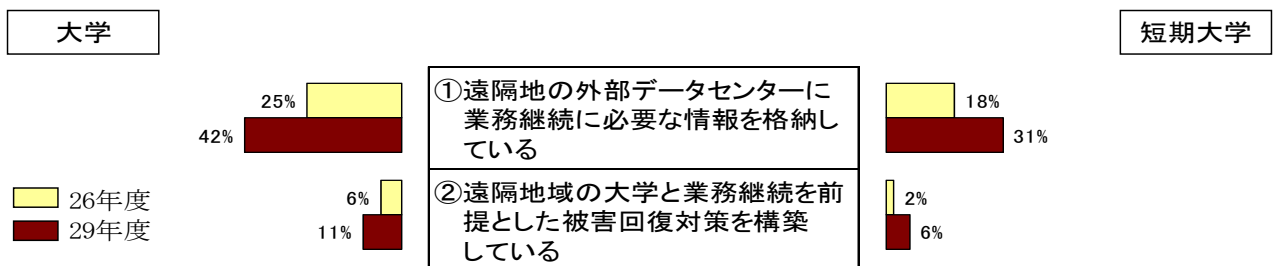 大学
短期大学
25%
42%
①遠隔地の外部データセンターに
業務継続に必要な情報を格納し
ている
18%
31%
26年度
29年度
6%
11%
②遠隔地域の大学と業務継続を前
提とした被害回復対策を構築
している
2%
6%